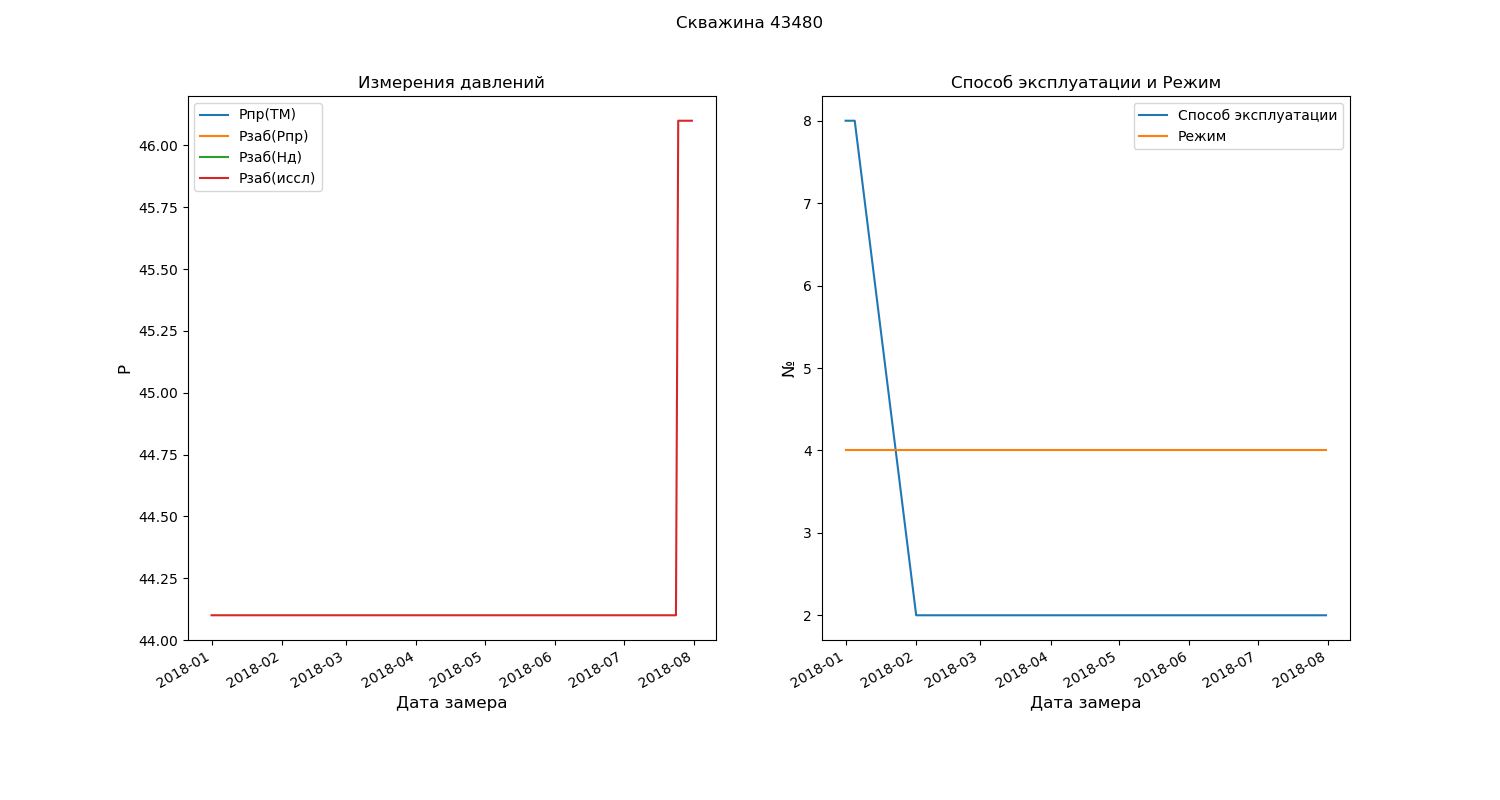 Скважина 43480
Измерения давлений
Рпр(ТМ)
Рзаб(Рпр)
Рзаб(Нд)
Рзаб(иссл)
46.00
45.75
45.50
45.25
45.00
44.75
44.50
44.25
44.00
Р
2018-01
2018-02
2018-03
2018-04
2018-05
2018-06
2018-07
2018-08
Дата замера
Способ эксплуатации и Режим
Способ эксплуатации
Режим
8
7
6
5
4
3
2
№
2018-01
2018-02
2018-03
2018-04
2018-05
2018-06
2018-07
2018-08
Дата замера